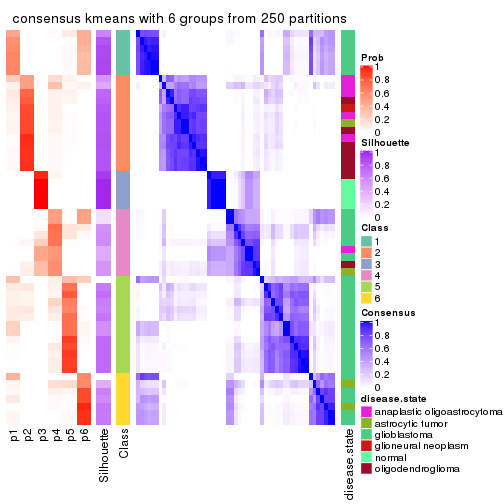 consensus kmeans with 6 groups from 250 partitions
p1
p2
p3
p4
p5
p6
Silhouette
Class
disease.state
Prob
1
0.8
0.6
0.4
0.2
0
Silhouette
1
0.8
0.6
0.4
0.2
0
Class
1
2
3
4
5
6
Consensus
1
0.8
0.6
0.4
0.2
0
disease.state
anaplastic oligoastrocytoma
astrocytic tumor
glioblastoma
glioneural neoplasm
normal
oligodendroglioma